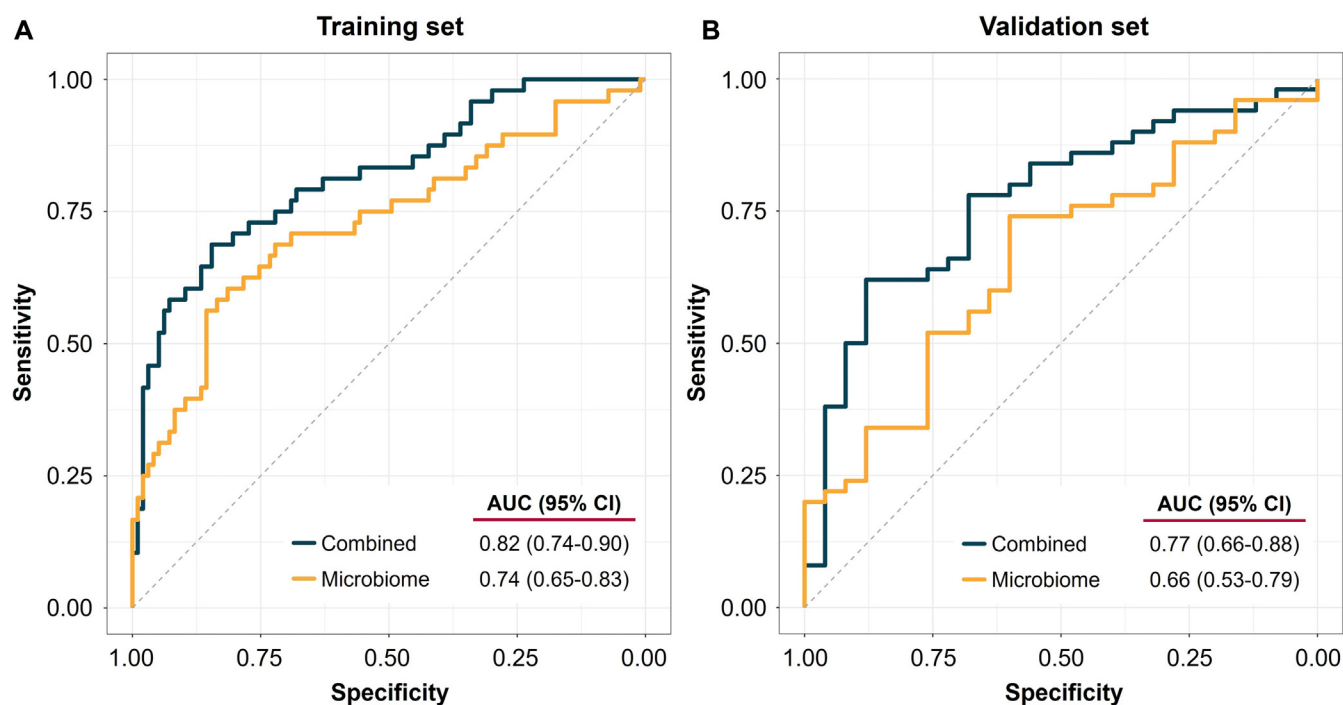 A
Training set
1.00
0.75
0.50
0.25
0.00
Sensitivity
AUC (95% CI)
Combined 0.82 (0.74-0.90)
Microbiome 0.74 (0.65-0.83)
1.00 0.75 0.50 0.25 0.00
Specificity
B
Validation set
1.00
0.75
0.50
0.25
0.00
Sensitivity
AUC (95% CI)
Combined 0.77 (0.66-0.88)
Microbiome 0.66 (0.53-0.79)
1.00 0.75 0.50 0.25 0.00
Specificity